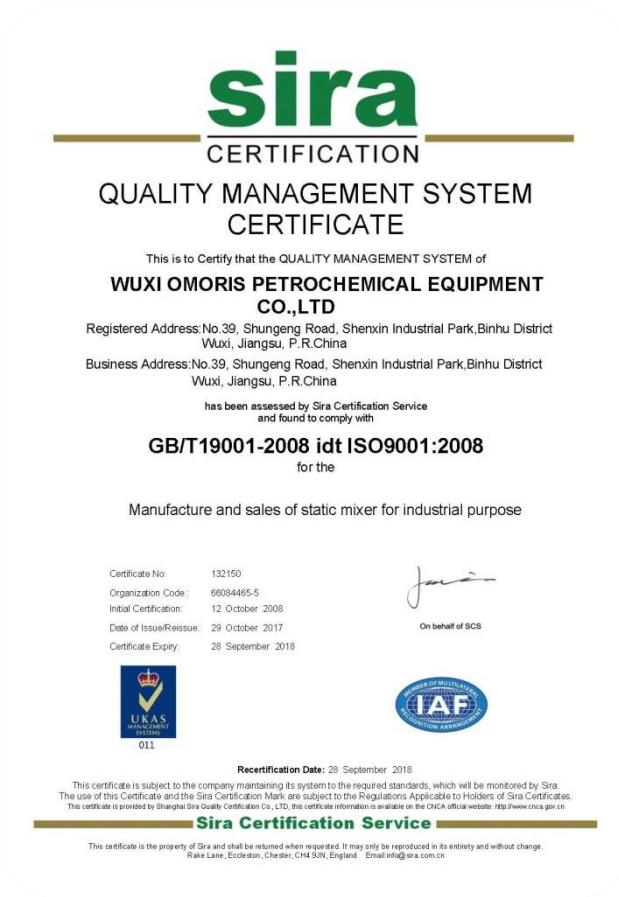 sira
CERTIFICATION
QUALITY MANAGEMENT SYSTEM
CERTIFICATE
This is to Certify that the QUALITY MANAGEMENT SYSTEM of
WUXI OMORIS PETROCHEMICAL EQUIPMENT
CO.,LTD
Registered Address:No.39, Shungeng Road, Shenxin Industrial Park,Binhu District
Wuxi, Jiangsu, P.R.China
Business Address:No.39, Shungeng Road, Shenxin Industrial Park,Binhu District
Wuxi, Jiangsu, P.R.China
has been assessed by Sira Certification Service
and found to comply with
GB/T19001-2008 idt ISO9001:2008
for the
Manufacture and sales of static mixer for industrial purpose
Certificate No: 132150
Organization Code: 66084465-5
Initial Certification: 12 October 2008
Date of Issue/Reissue: 29 October 2017
Certificate Expiry: 28 September 2018
On behalf of SCS
UKAS
MANAGEMENT
SYSTEMS
011
MEMBER OF MULTILATERAL
IAF
RECOGNITION ARRANGEMENT
Recertification Date: 28 September 2018
This certificate is subject to the company maintaining its system to the required standards, which will be monitored by Sira.
The use of this Certificate and the Sira Certification Mark are subject to the Regulations Applicable to Holders of Sira Certificates.
This certificate is provided by Shanghai Sira Quality Certification Co., LTD, this certificate information is available on the CNCA official website: http://www.cnca.gov.cn
Sira Certification Service
This certificate is the property of Sira and shall be returned when requested. It may only be reproduced in its entirety and without change.
Rake Lane, Eccleston, Chester, CH4 9JN, England Email:info@sira.com.cn